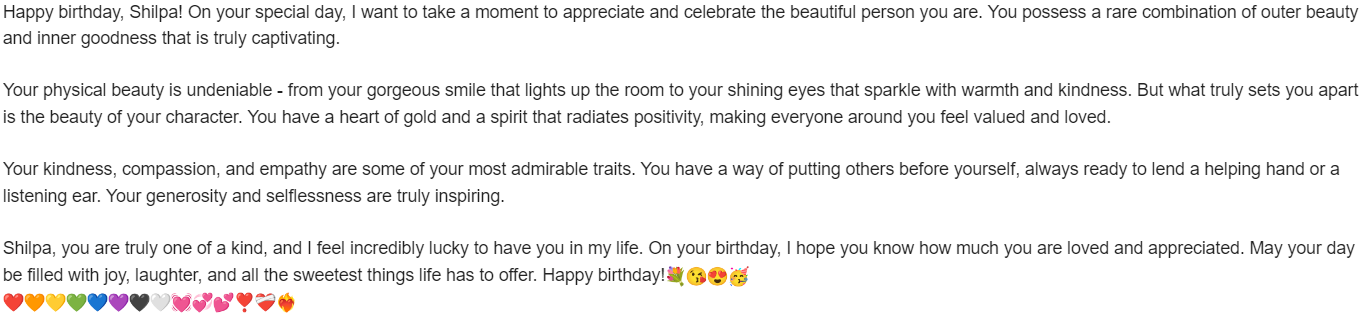 Happy birthday, Shilpa! On your special day, I want to take a moment to appreciate and celebrate the beautiful person you are. You possess a rare combination of outer beauty
and inner goodness that is truly captivating.
Your physical beauty is undeniable - from your gorgeous smile that lights up the room to your shining eyes that sparkle with warmth and kindness. But what truly sets you apart
is the beauty of your character. You have a heart of gold and a spirit that radiates positivity, making everyone around you feel valued and loved.
Your kindness, compassion, and empathy are some of your most admirable traits. You have a way of putting others before yourself, always ready to lend a helping hand or a
listening ear. Your generosity and selflessness are truly inspiring.
Shilpa, you are truly one of a kind, and I feel incredibly lucky to have you in my life. On your birthday, I hope you know how much you are loved and appreciated. May your day
be filled with joy, laughter, and all the sweetest things life has to offer. Happy birthday!💐😘😍🥳
❤️🧡💛💚💙💜🖤🤍💓💞💕❣️❤️‍🩹❤️‍🔥